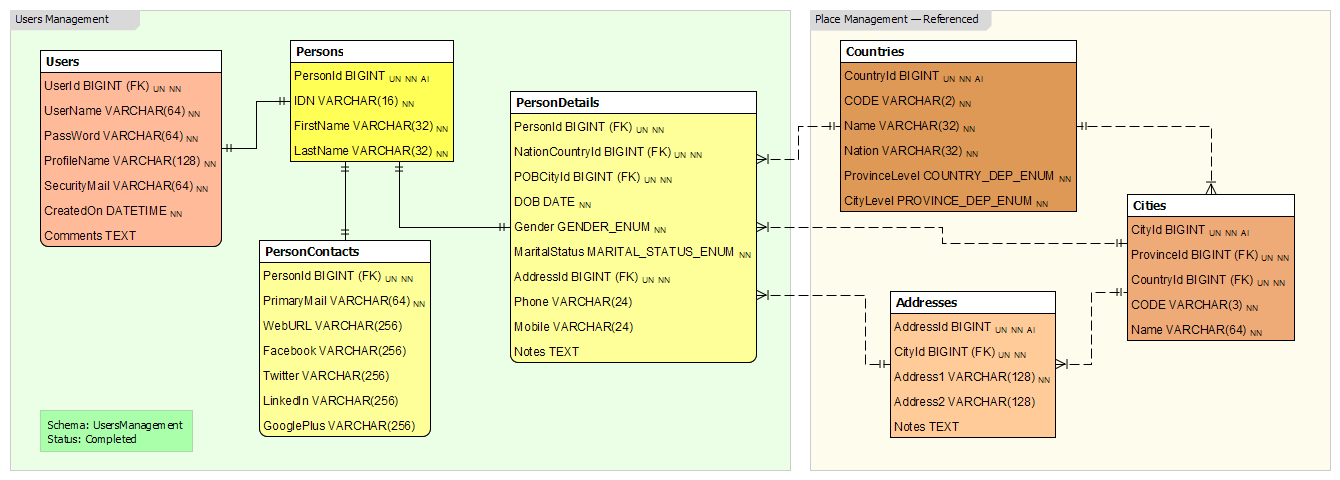 Users Management
Users
UserId BIGINT (FK) UN NN
UserName VARCHAR(64) NN
PassWord VARCHAR(64) NN
ProfileName VARCHAR(128) NN
SecurityMail VARCHAR(64) NN
CreatedOn DATETIME NN
Comments TEXT
Persons
PersonId BIGINT UN NN AI
IDN VARCHAR(16) NN
FirstName VARCHAR(32) NN
LastName VARCHAR(32) NN
PersonContacts
PersonId BIGINT (FK) UN NN
PrimaryMail VARCHAR(64) NN
WebURL VARCHAR(256)
Facebook VARCHAR(256)
Twitter VARCHAR(256)
LinkedIn VARCHAR(256)
GooglePlus VARCHAR(256)
PersonDetails
PersonId BIGINT (FK) UN NN
NationCountryId BIGINT (FK) UN NN
POBCityId BIGINT (FK) UN NN
DOB DATE NN
Gender GENDER_ENUM NN
MaritalStatus MARITAL_STATUS_ENUM NN
AddressId BIGINT (FK) UN NN
Phone VARCHAR(24)
Mobile VARCHAR(24)
Notes TEXT
Schema: UsersManagement
Status: Completed
Place Management — Referenced
Countries
CountryId BIGINT UN NN AI
CODE VARCHAR(2) NN
Name VARCHAR(32) NN
Nation VARCHAR(32) NN
ProvinceLevel COUNTRY_DEP_ENUM NN
CityLevel PROVINCE_DEP_ENUM NN
Cities
CityId BIGINT UN NN AI
ProvinceId BIGINT (FK) UN NN
CountryId BIGINT (FK) UN NN
CODE VARCHAR(3) NN
Name VARCHAR(64) NN
Addresses
AddressId BIGINT UN NN AI
CityId BIGINT (FK) UN NN
Address1 VARCHAR(128) NN
Address2 VARCHAR(128)
Notes TEXT